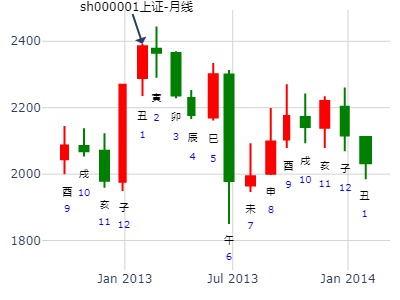 sh000001上证-月线
2400
2200
2000
1800
酉
9
戌
10
亥
11
子
12
丑
1
寅
2
卯
3
辰
4
巳
5
午
6
未
7
申
8
酉
9
戌
10
亥
11
子
12
丑
1
Jan 2013
Jul 2013
Jan 2014